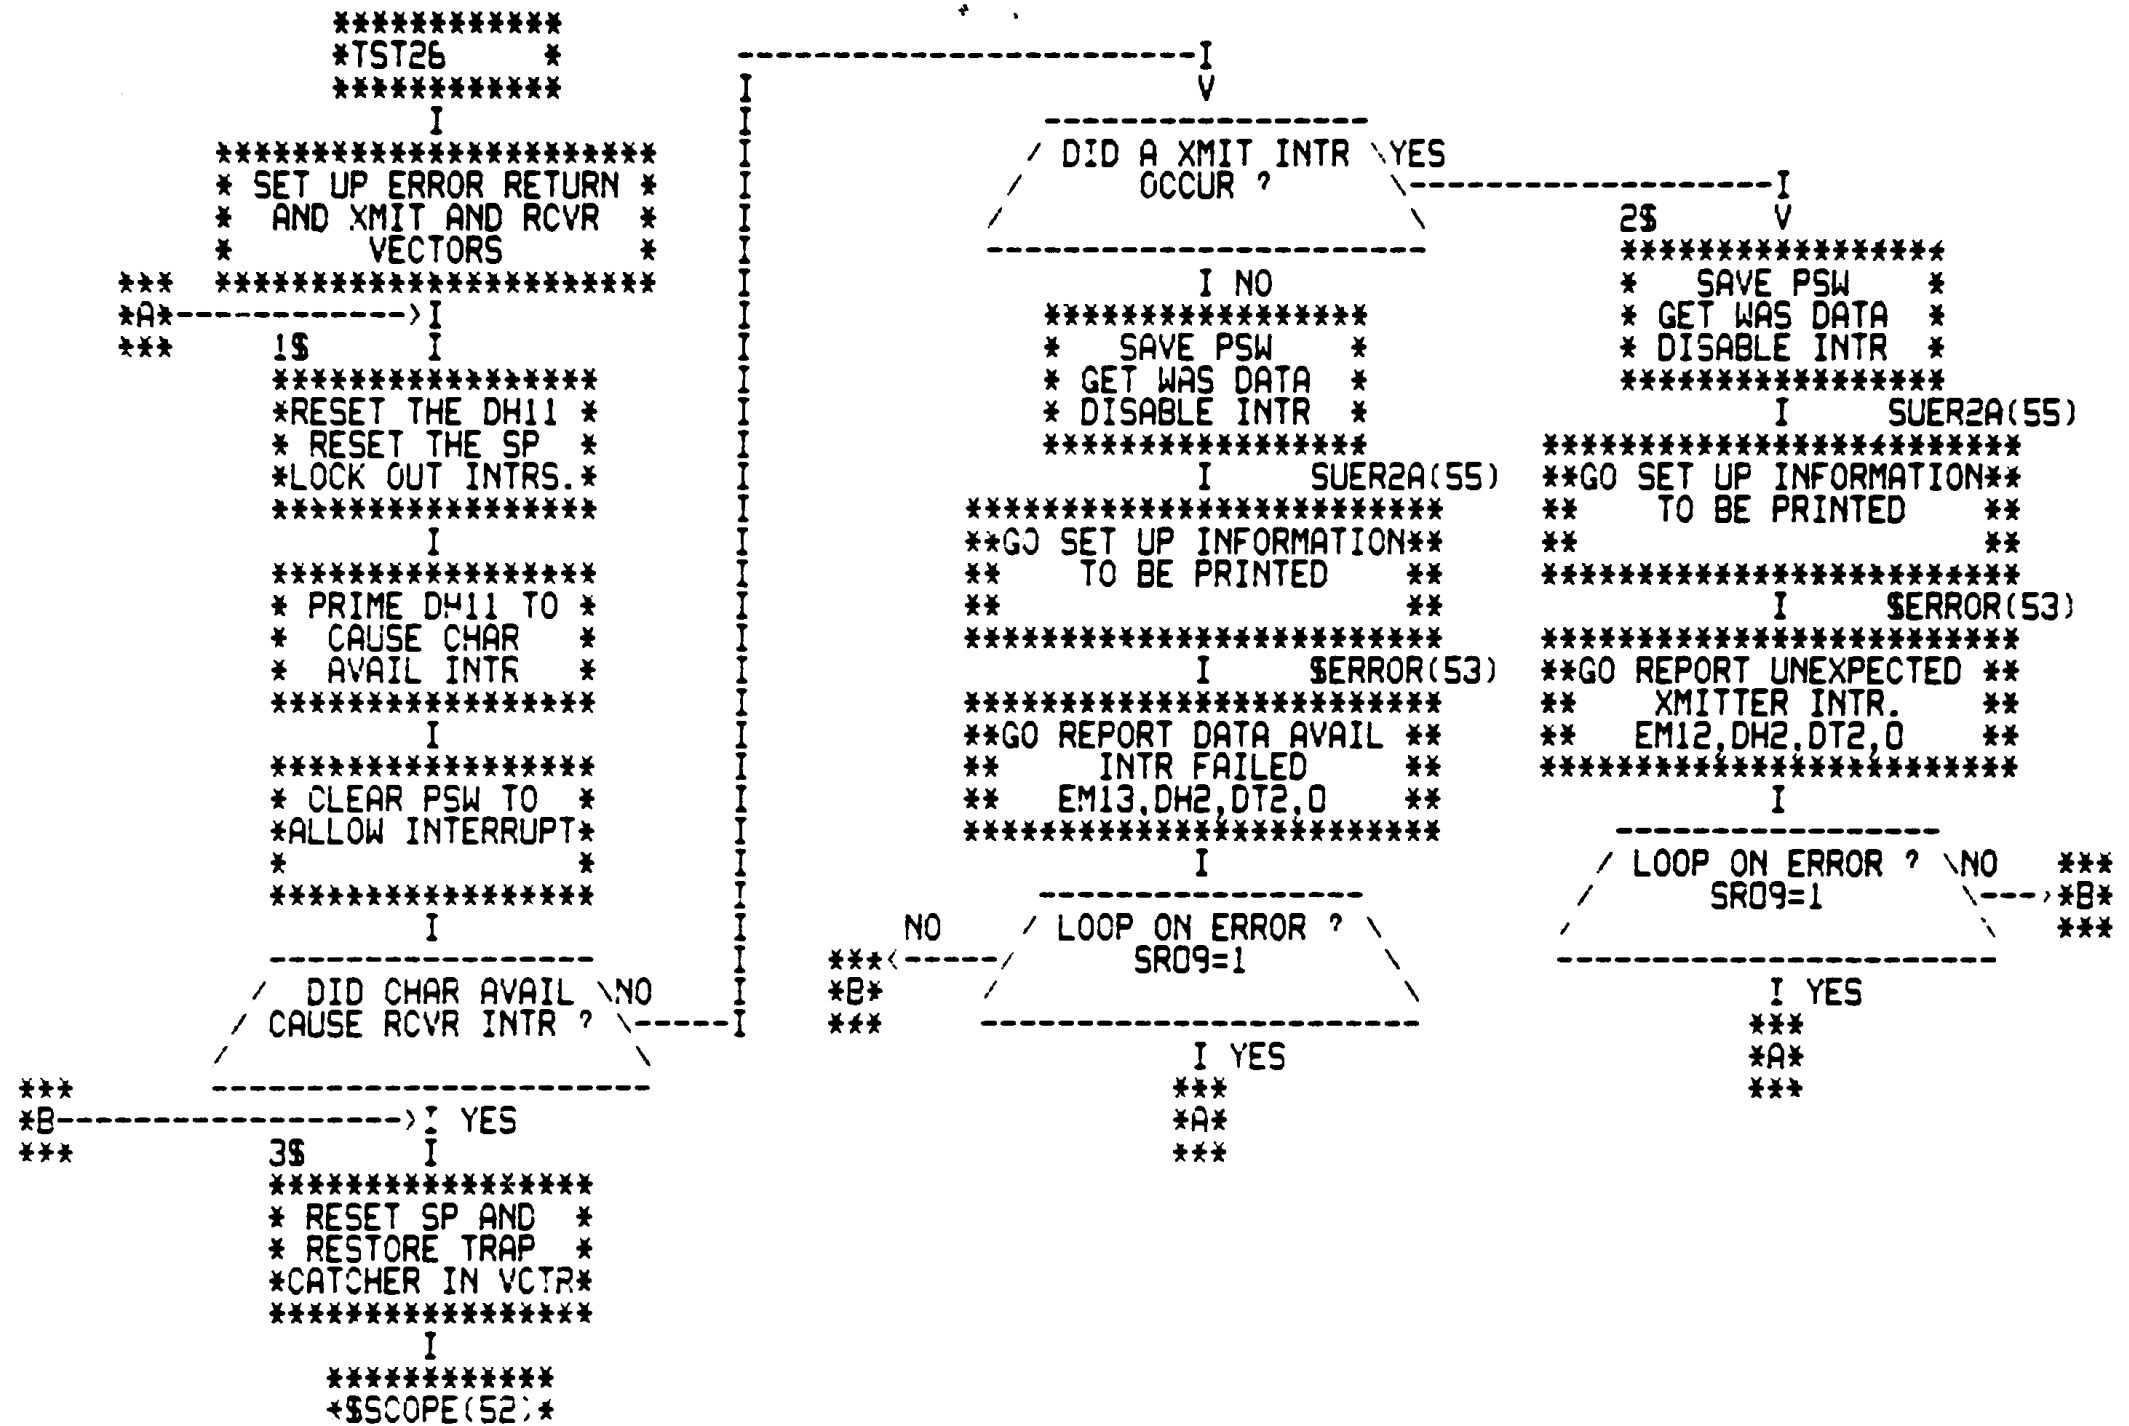 TST26
SET UP ERROR RETURN
AND XMIT AND RCVR
VECTORS
A
1$
RESET THE DH11
RESET THE SP
LOCK OUT INTRS.
PRIME DH11 TO
CAUSE CHAR
AVAIL INTR
CLEAR PSW TO
ALLOW INTERRUPT
DID CHAR AVAIL NO
CAUSE RCVR INTR ?
B
YES
3$
RESET SP AND
RESTORE TRAP
CATCHER IN VCTR
$SCOPE(52)
DID A XMIT INTR YES
OCCUR ?
NO
SAVE PSW
GET WAS DATA
DISABLE INTR
SUER2A(55)
GO SET UP INFORMATION
TO BE PRINTED
$ERROR(53)
GO REPORT DATA AVAIL
INTR FAILED
EM13,DH2,DT2,0
NO LOOP ON ERROR ?
SR09=1
B
YES
A
2$
SAVE PSW
GET WAS DATA
DISABLE INTR
SUER2A(55)
GO SET UP INFORMATION
TO BE PRINTED
$ERROR(53)
GO REPORT UNEXPECTED
XMITTER INTR.
EM12,DH2,DT2,0
LOOP ON ERROR ? NO
SR09=1
B
YES
A